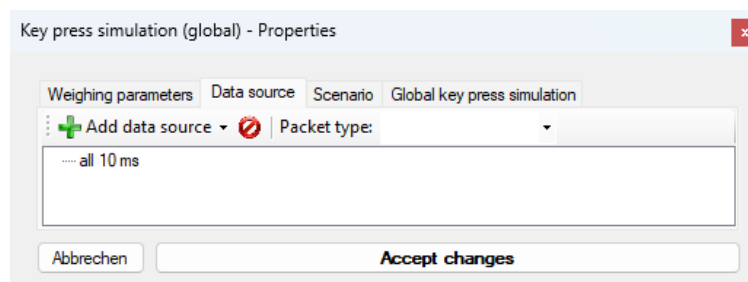 Key press simulation (global) - Properties
x
Weighing parameters Data source Scenario Global key press simulation
Add data source Packet type:
all 10 ms
Abbrechen Accept changes